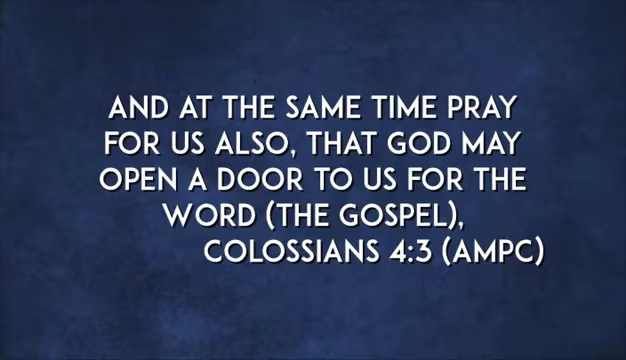 AND AT THE SAME TIME PRAY
FOR US ALSO, THAT GOD MAY
OPEN A DOOR TO US FOR THE
WORD (THE GOSPEL),
COLOSSIANS 4:3 (AMPC)